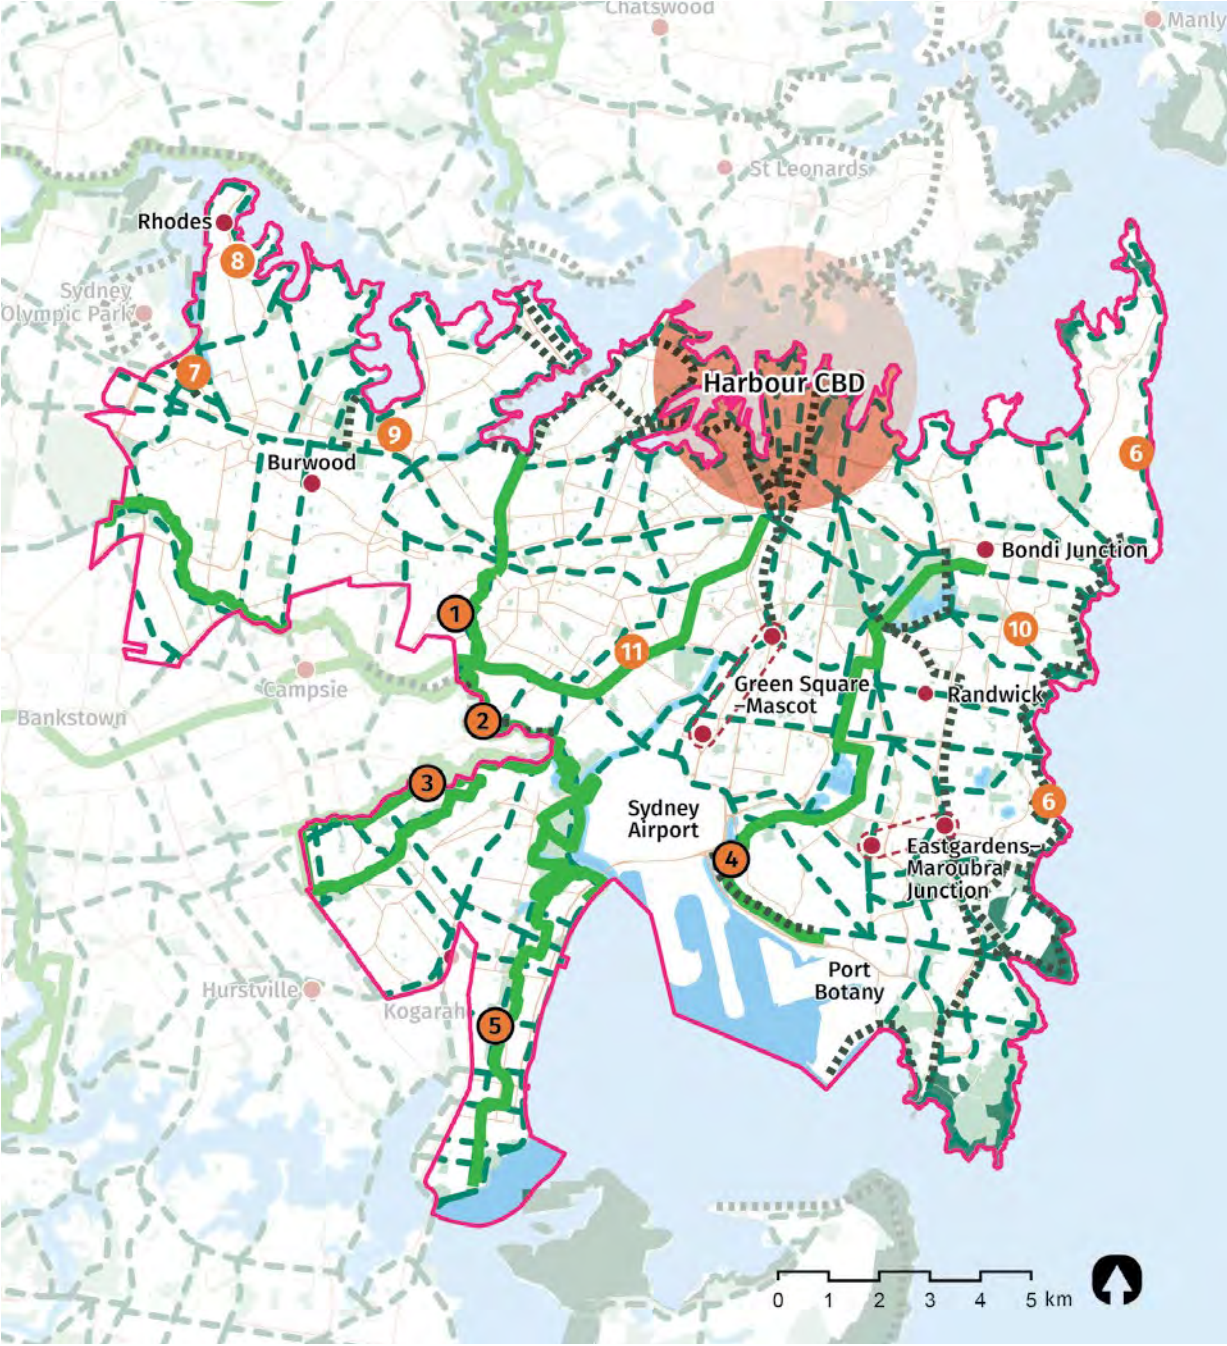 Chatswood
Manly
St Leonards
Rhodes
8
Sydney
Olympic Park
7
Harbour CBD
9
6
Burwood
Bondi Junction
1
10
11
Campsie
Green Square
–Mascot
Randwick
Bankstown
2
3
Sydney
Airport
6
4
Eastgardens–
Maroubra
Junction
Port
Botany
Hurstville
Kogarah
5
0 1 2 3 4 5 km